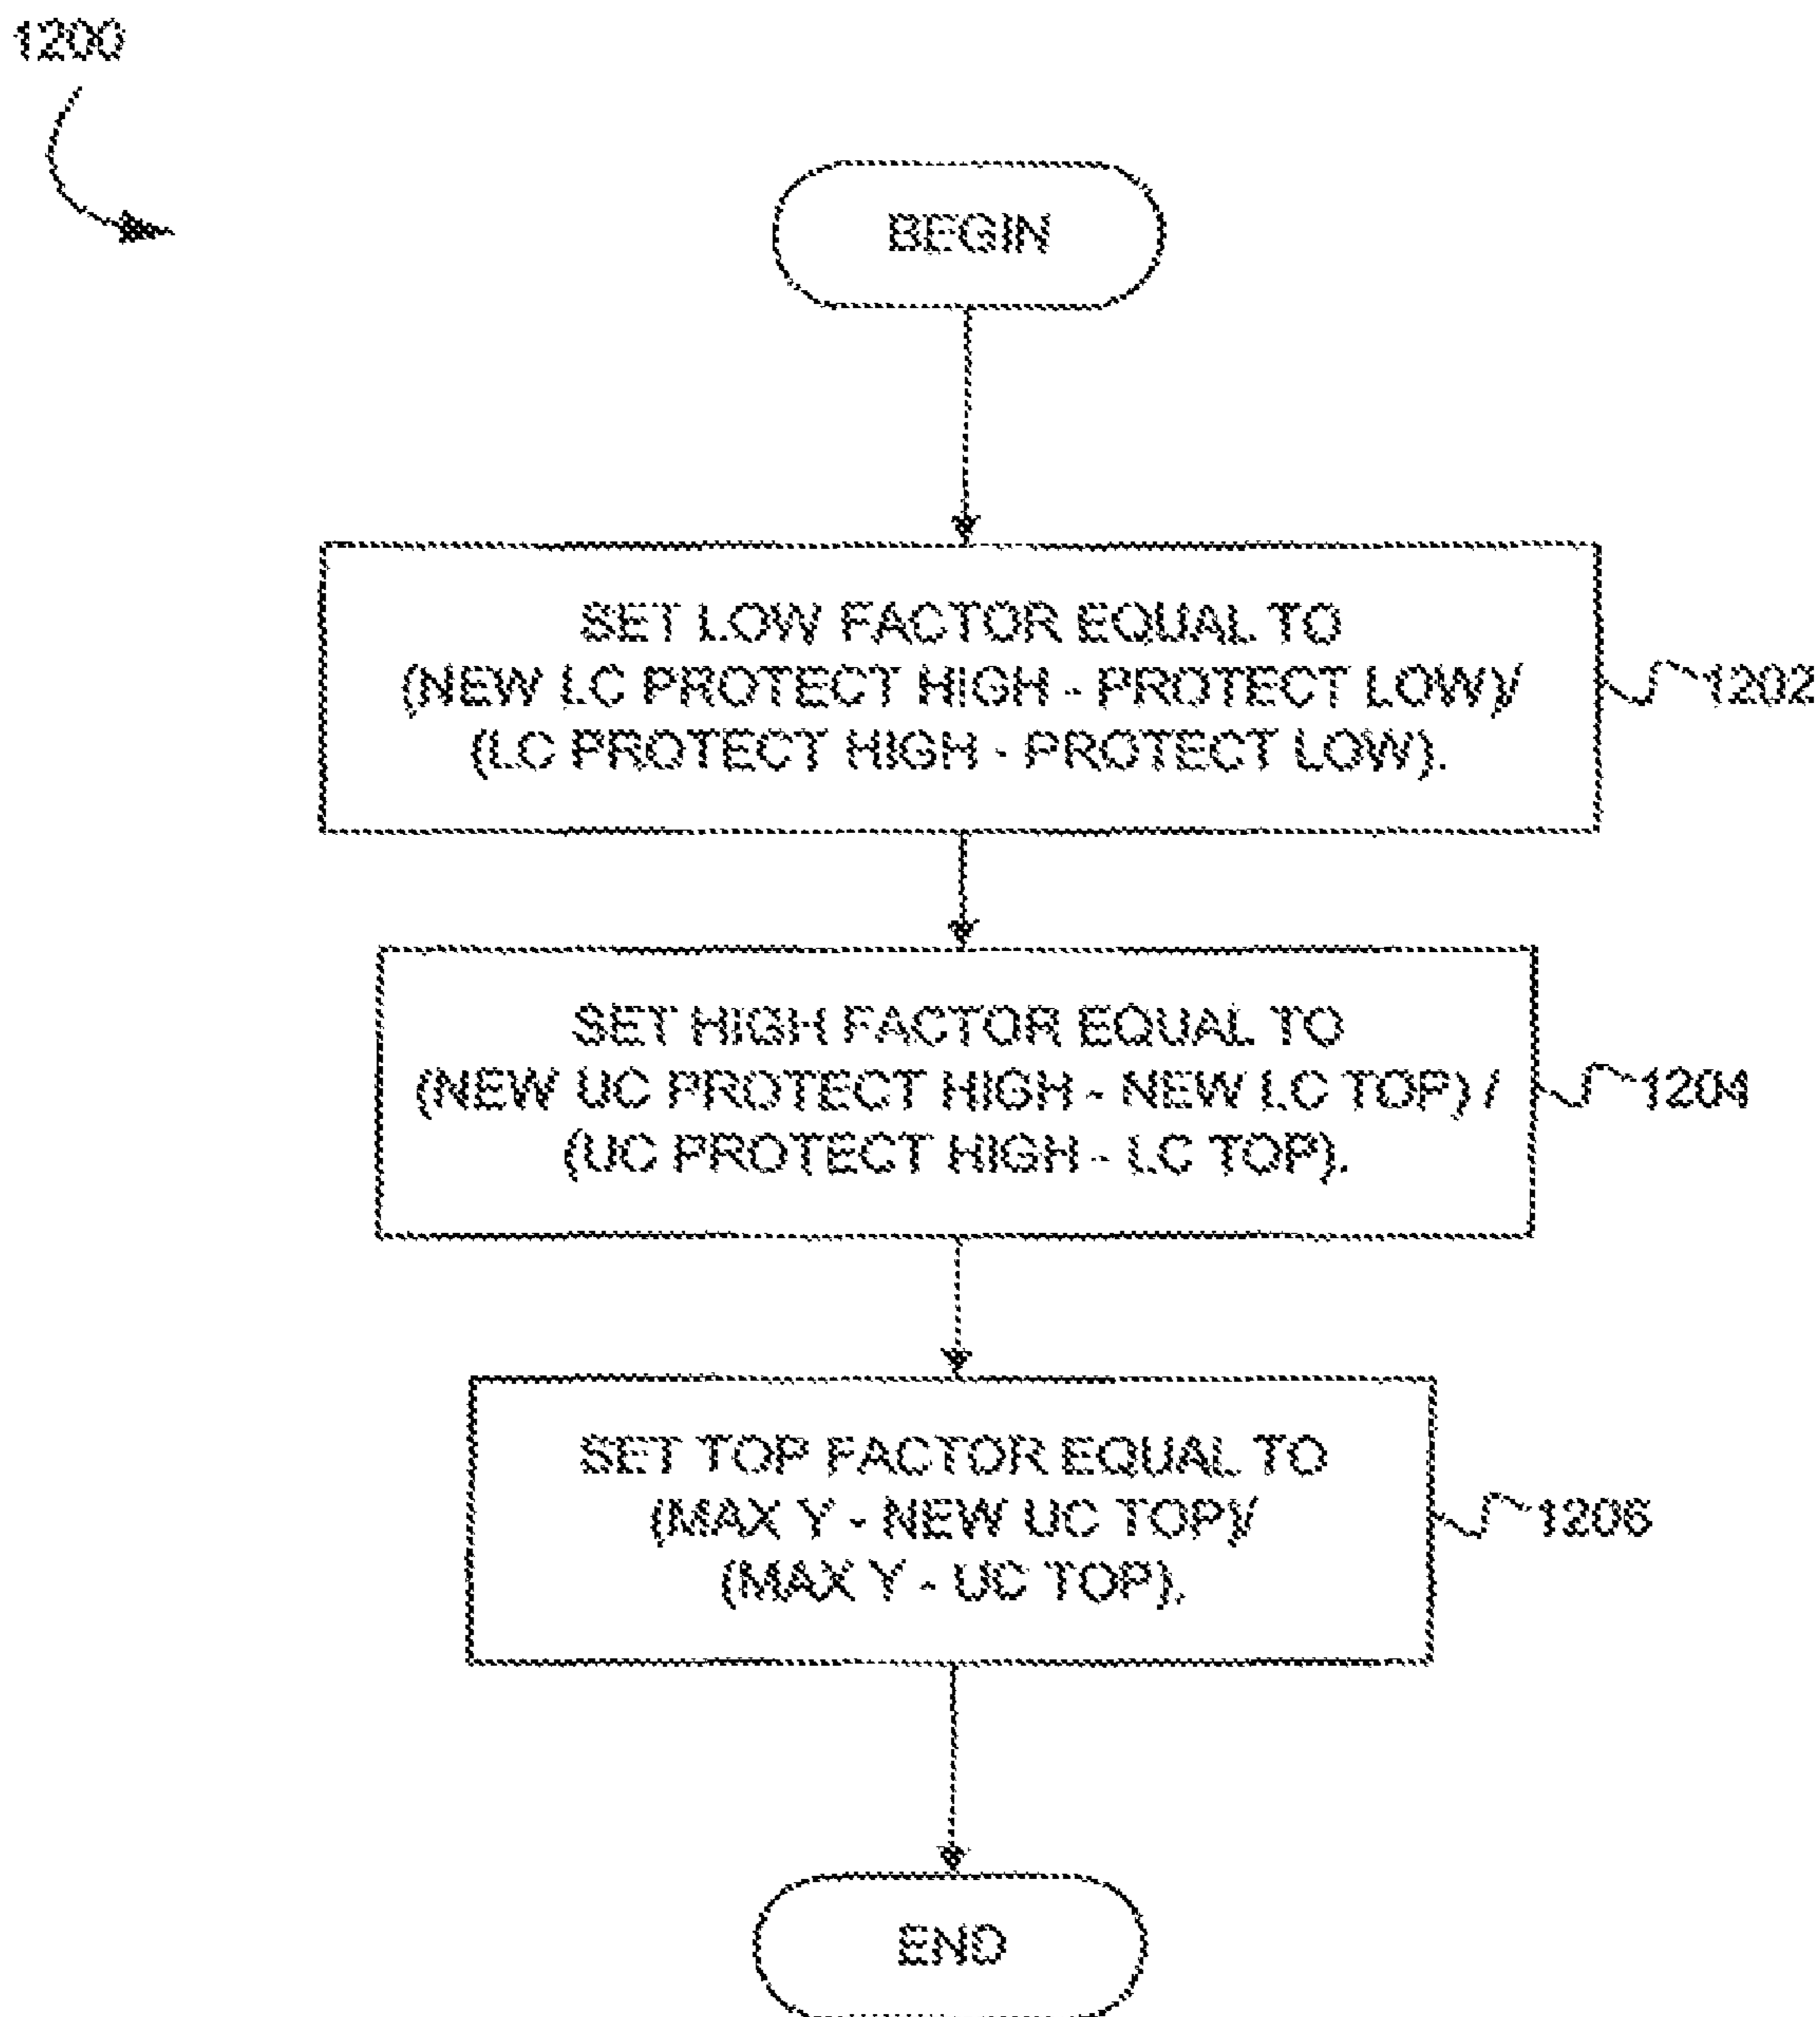 1200
BEGIN
SET LOW FACTOR EQUAL TO
(NEW LC PROTECT HIGH - PROTECT LOW)/
(LC PROTECT HIGH - PROTECT LOW).
1202
SET HIGH FACTOR EQUAL TO
(NEW UC PROTECT HIGH - NEW LC TOP) /
(UC PROTECT HIGH - LC TOP).
1204
SET TOP FACTOR EQUAL TO
(MAX Y - NEW UC TOP)/
(MAX Y - UC TOP).
1206
END